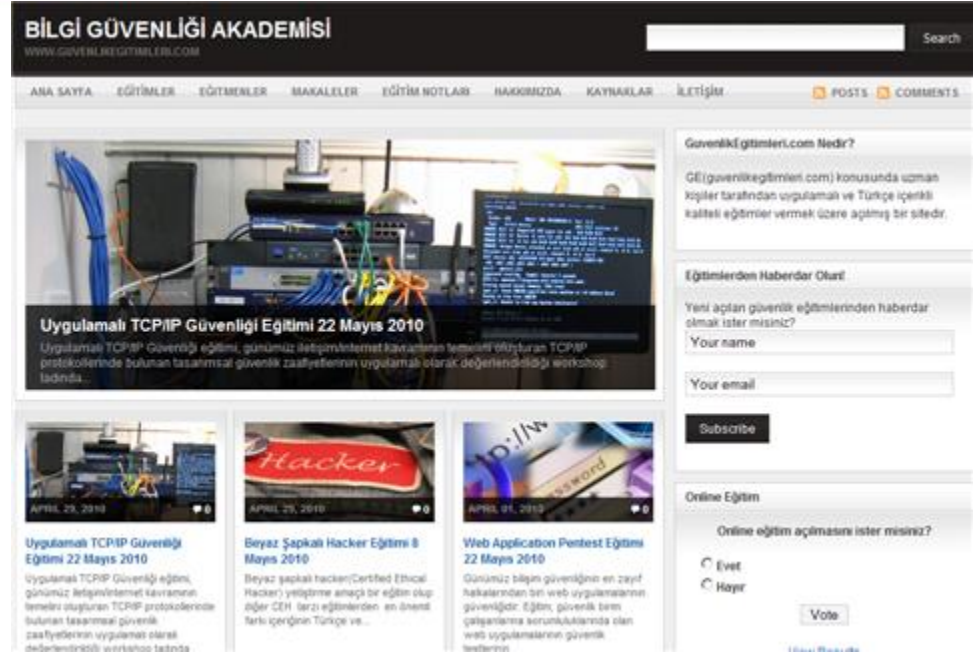 BİLGİ GÜVENLİĞİ AKADEMİSİ
WWW.GUVENLIKEGITIMLERI.COM
Search
ANA SAYFA EĞİTİMLER EĞİTMENLER MAKALELER EĞİTİM NOTLARI HAKKIMIZDA KAYNAKLAR İLETİŞİM POSTS COMMENTS
Uygulamalı TCP/IP Güvenliği Eğitimi 22 Mayıs 2010
Uygulamalı TCP/IP Güvenliği eğitimi, günümüz iletişim/internet kavramının temelini oluşturan TCP/IP
protokollerinde bulunan tasarımsal güvenlik zaafiyetlerinin uygulamalı olarak değerlendirildiği workshop
tadında...
APRIL 29, 2010 0
Uygulamalı TCP/IP Güvenliği
Eğitimi 22 Mayıs 2010
Uygulamalı TCP/IP Güvenliği eğitimi,
günümüz iletişim/internet kavramının
temelini oluşturan TCP/IP protokollerinde
bulunan tasarımsal güvenlik
zaafiyetlerinin uygulamalı olarak
değerlendirildiği workshop tadında
Hacker
APRIL 25, 2010 0
Beyaz Şapkalı Hacker Eğitimi 8
Mayıs 2010
Beyaz şapkalı hacker(Certified Ethical
Hacker) yetiştirme amaçlı bir eğitim olup
diğer CEH tarzı eğitimlerden en önemli
farkı içeriğinin Türkçe ve...
p://w
password
APRIL 01, 2010 0
Web Application Pentest Eğitimi
22 Mayıs 2010
Günümüz bilişim güvenliğinin en zayıf
halkalarından biri web uygulamalarının
güvenliğidir. Eğitim, güvenlik birim
çalışanlarına sorumluluklarında olan
web uygulamalarının güvenlik
testlerinin
GuvenlikEgitimleri.com Nedir?
GE(guvenlikegitimleri.com) konusunda uzman
kişiler tarafından uygulamalı ve Türkçe içerikli
kaliteli eğitimler vermek üzere açılmış bir sitedir.
Eğitimlerden Haberdar Olun!
Yeni açılan güvenlik eğitimlerinden haberdar
olmak ister misiniz?
Your name
Your email
Subscribe
Online Eğitim
Online eğitim açılmasını ister misiniz?
Evet
Hayır
Vote
View Results